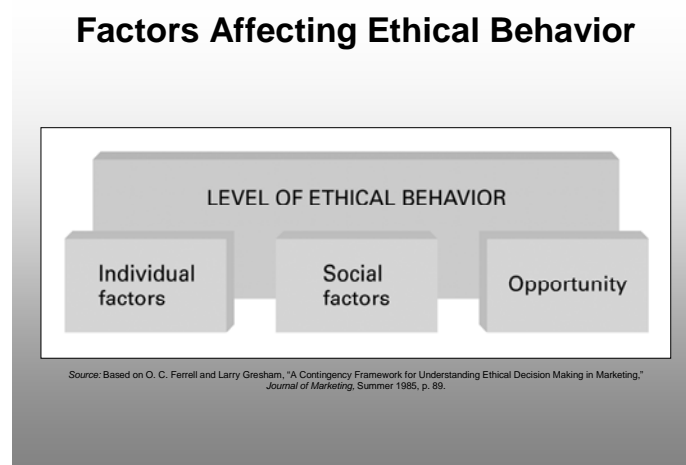 Factors Affecting Ethical Behavior
LEVEL OF ETHICAL BEHAVIOR
Individual
factors
Social
factors
Opportunity
Source: Based on O. C. Ferrell and Larry Gresham, “A Contingency Framework for Understanding Ethical Decision Making in Marketing,”
Journal of Marketing, Summer 1985, p. 89.